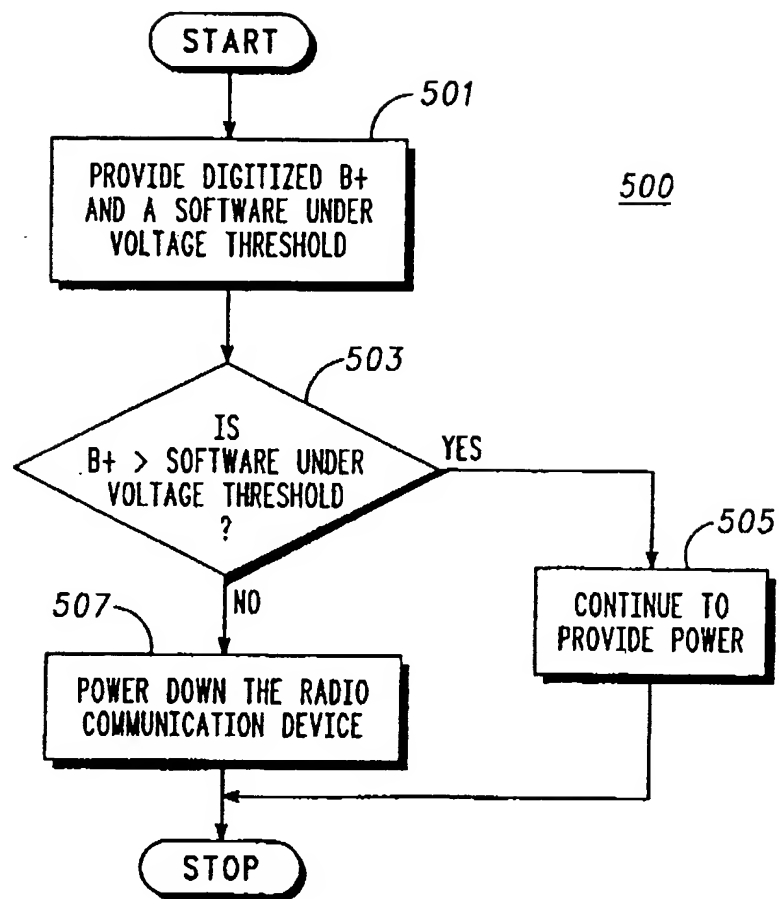 START
501
PROVIDE DIGITIZED B+
AND A SOFTWARE UNDER
VOLTAGE THRESHOLD
500
503
IS
B+ > SOFTWARE UNDER
VOLTAGE THRESHOLD
?
YES
505
NO
507
CONTINUE TO
PROVIDE POWER
POWER DOWN THE RADIO
COMMUNICATION DEVICE
STOP